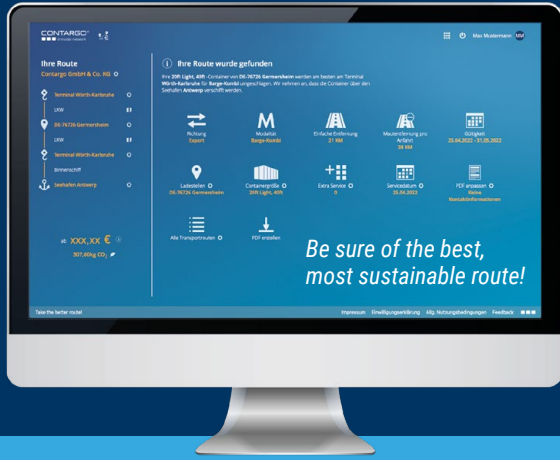 CONTARGO
Max Mustermann MM
Ihre Route
Contargo GmbH & Co. KG
Terminal Wörth-Karlsruhe
LKW
DE-76726 Germersheim
LKW
Terminal Wörth-Karlsruhe
Binnenschiff
Seehafen Antwerp
ab: xxx,xx €
307,86kg CO₂
Ihre Route wurde gefunden
Ihre 20ft Light, 40ft -Container von DE-76726 Germersheim werden am besten am Terminal
Wörth-Karlsruhe für Barge-Kombi umgeschlagen. Wir nehmen an, dass die Container über den
Seehafen Antwerp verschifft werden.
Richtung
Export
Modalität
Barge-Kombi
Einfache Entfernung
21 KM
Mautentfernung pro
Anfahrt
Gültigkeit
25.04.2022 - 31.05.2022
Ladestellen
DE-76726 Germersheim
Containergröße
20ft Light, 40ft
Extra Service
0
Servicedatum
25.04.2022
PDF anpassen
Keine
Kontaktinformationen
Alle Transportrouten
PDF erstellen
Be sure of the best,
most sustainable route!
Take the better route!
Impressum Einwilligungserklärung Allg. Nutzungsbedingungen Feedback